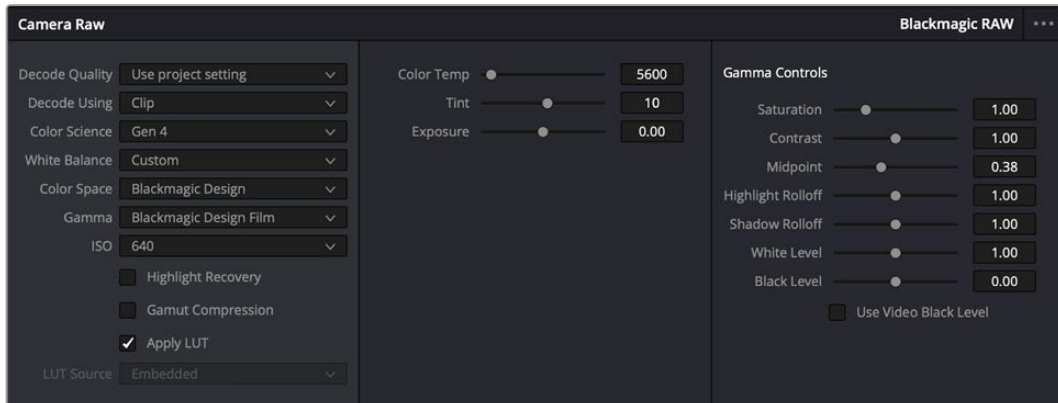 Camera Raw
Blackmagic RAW
Decode Quality Use project setting
Decode Using Clip
Color Science Gen 4
White Balance Custom
Color Space Blackmagic Design
Gamma Blackmagic Design Film
ISO 640
Highlight Recovery
Gamut Compression
Apply LUT
LUT Source Embedded
Color Temp 5600
Tint 10
Exposure 0.00
Gamma Controls
Saturation 1.00
Contrast 1.00
Midpoint 0.38
Highlight Rolloff 1.00
Shadow Rolloff 1.00
White Level 1.00
Black Level 0.00
Use Video Black Level